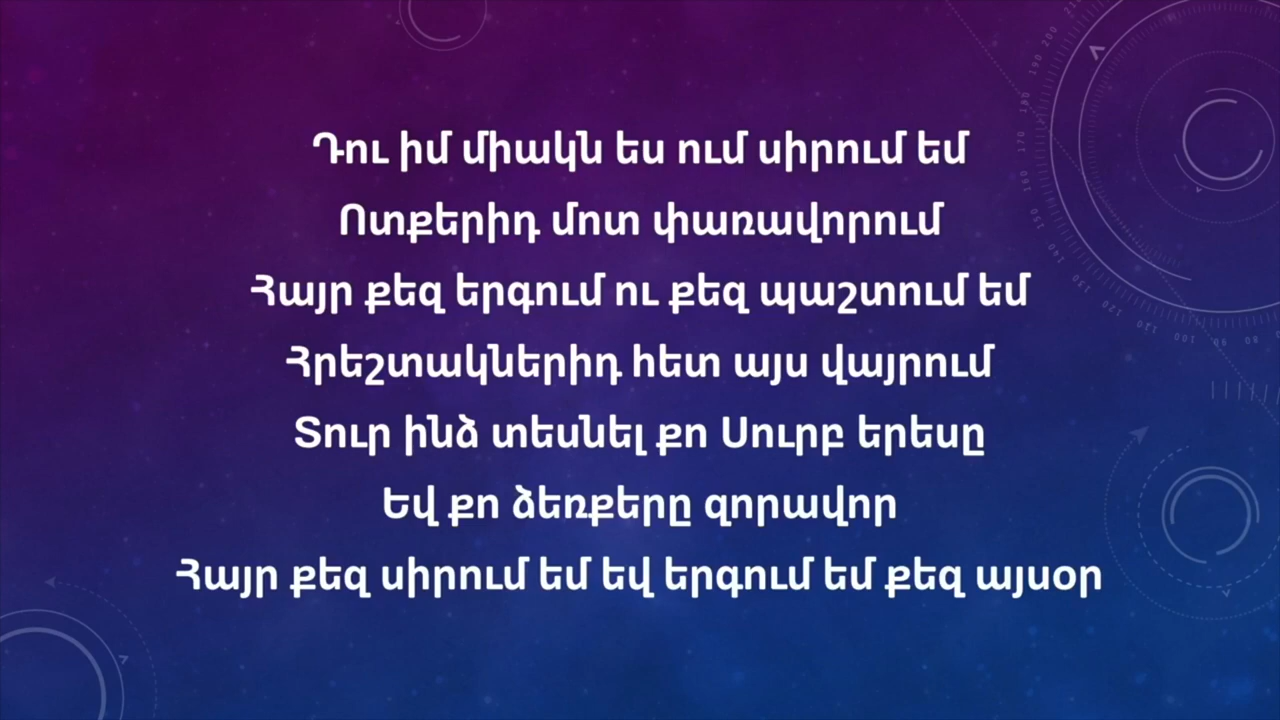 Դու իմ միակն ես ում սիրում եմ
Ոտքերիդ մոտ փառավորում
Հայր քեզ երգում ու քեզ պաշտում եմ
Հրեշտակներիդ հետ այս վայրում
Տուր ինձ տեսնել քո Սուրբ երեսը
Եվ քո ձեռքերը զորավոր
Հայր քեզ սիրում եմ եվ երգում եմ քեզ այսօր